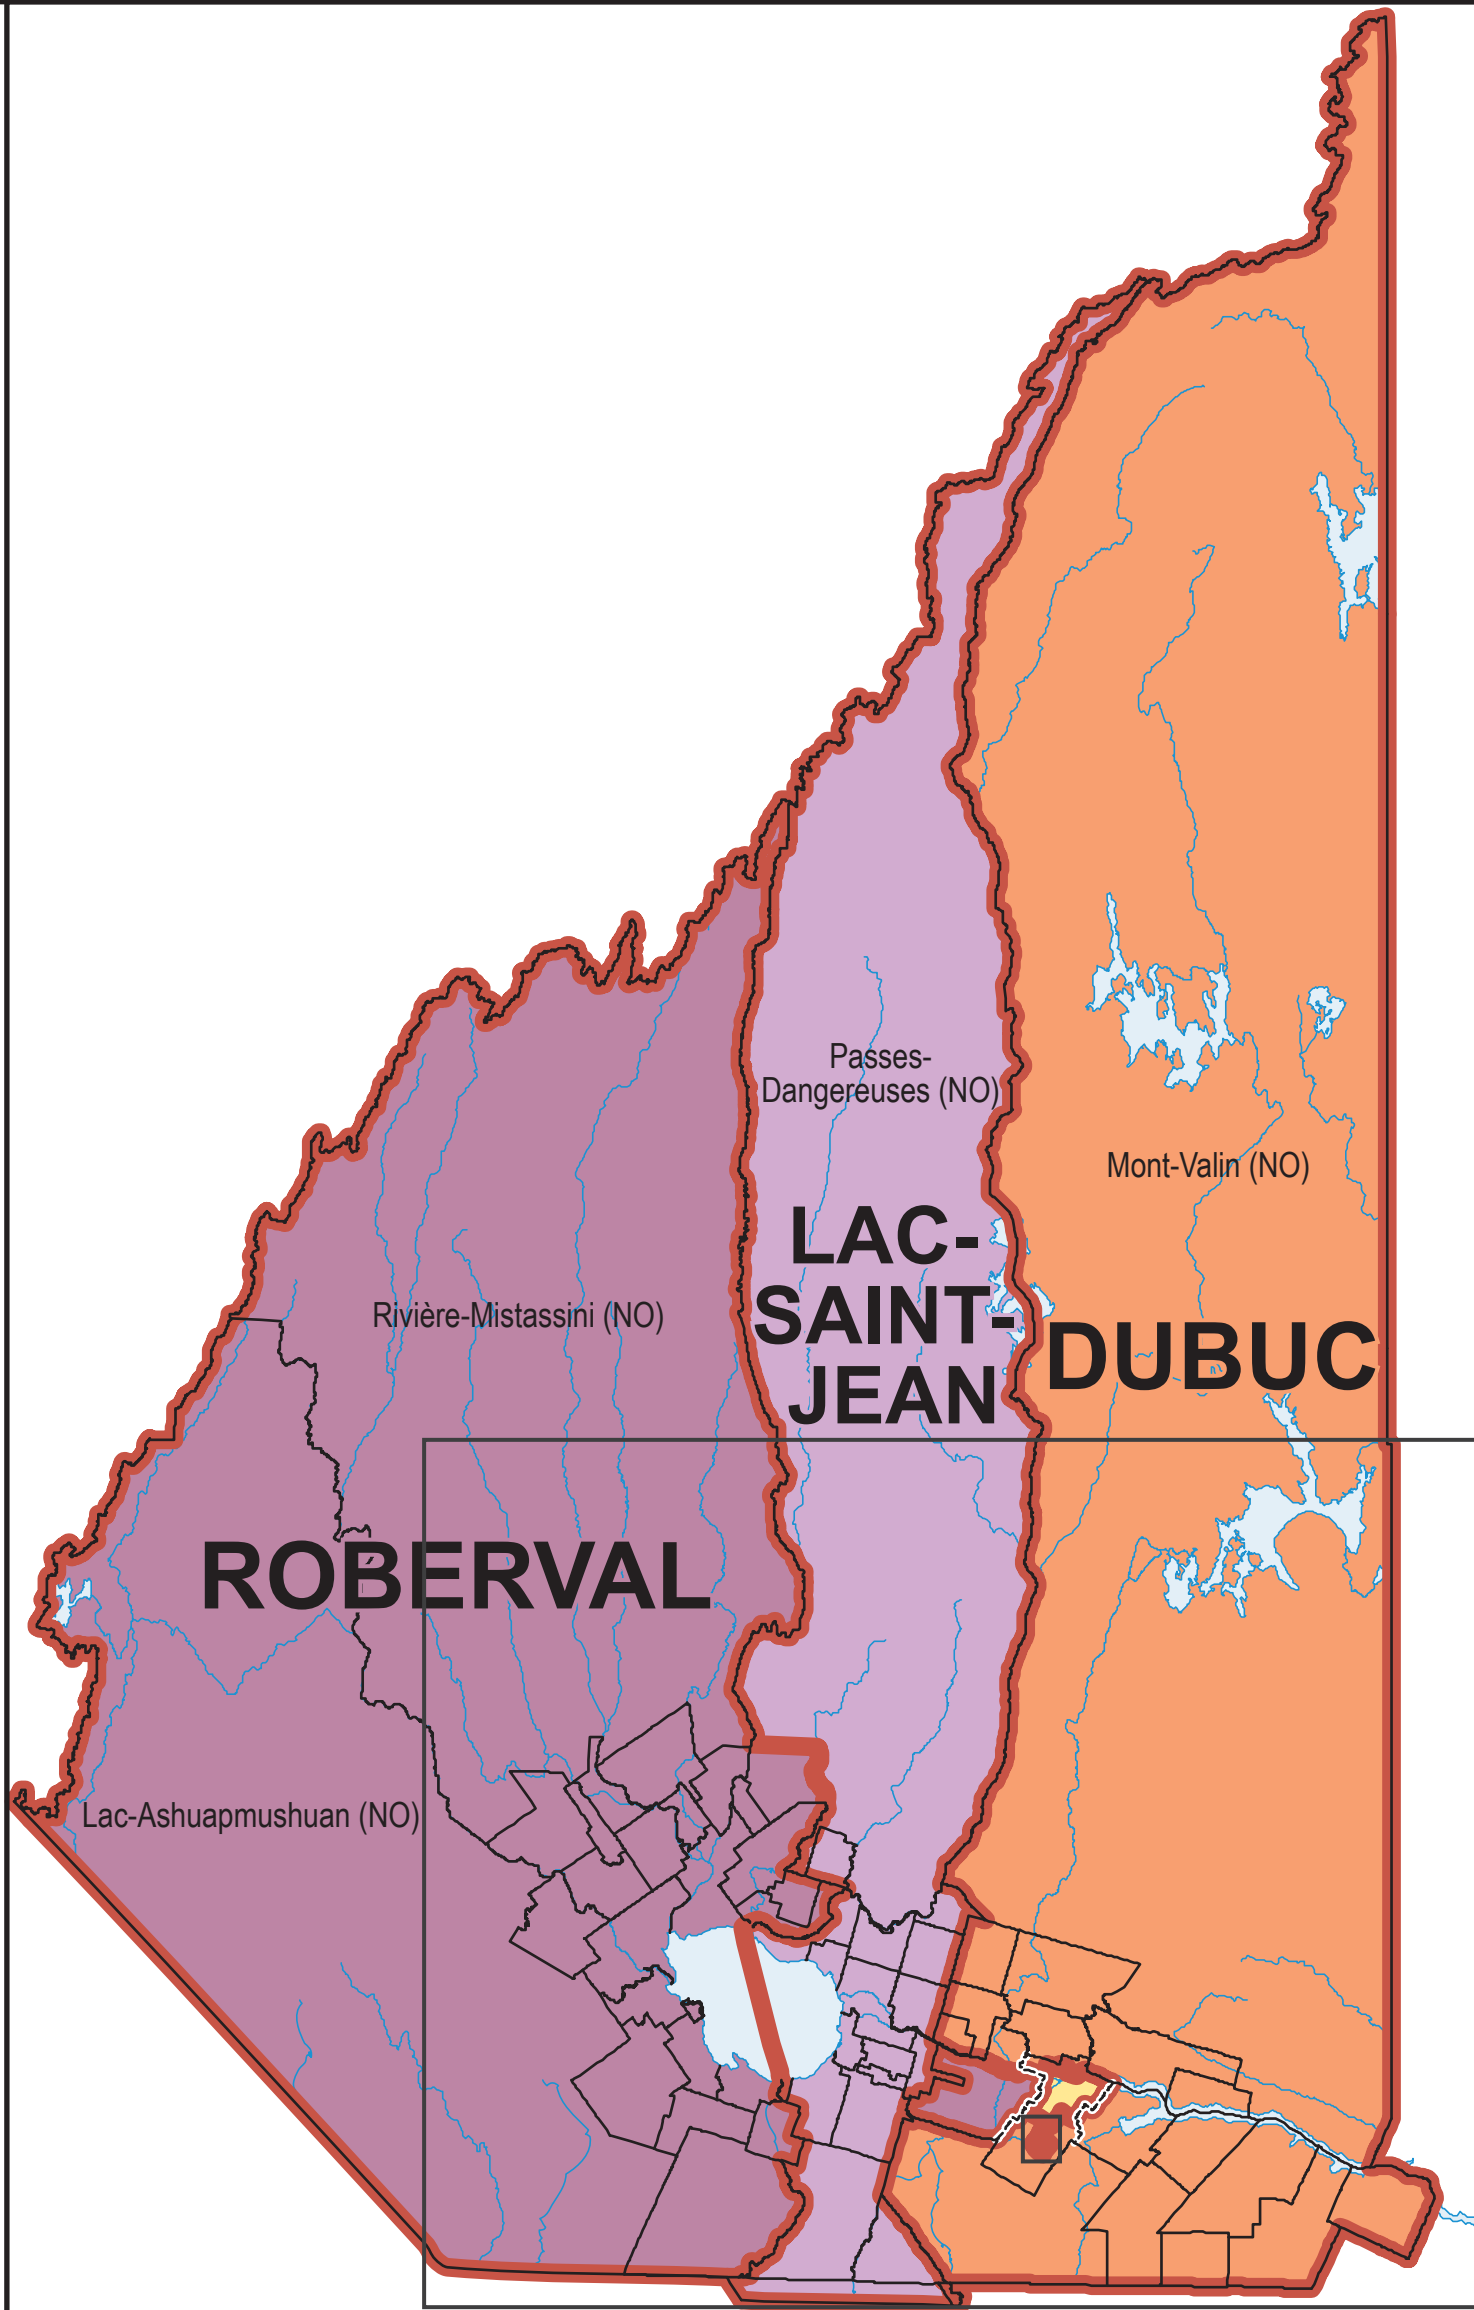 Passes-
Dangereuses (NO)
Mont-Valin (NO)
LAC-
SAINT-
JEAN
DUBUC
Rivière-Mistassini (NO)
ROBERVAL
Lac-Ashuapmushuan (NO)